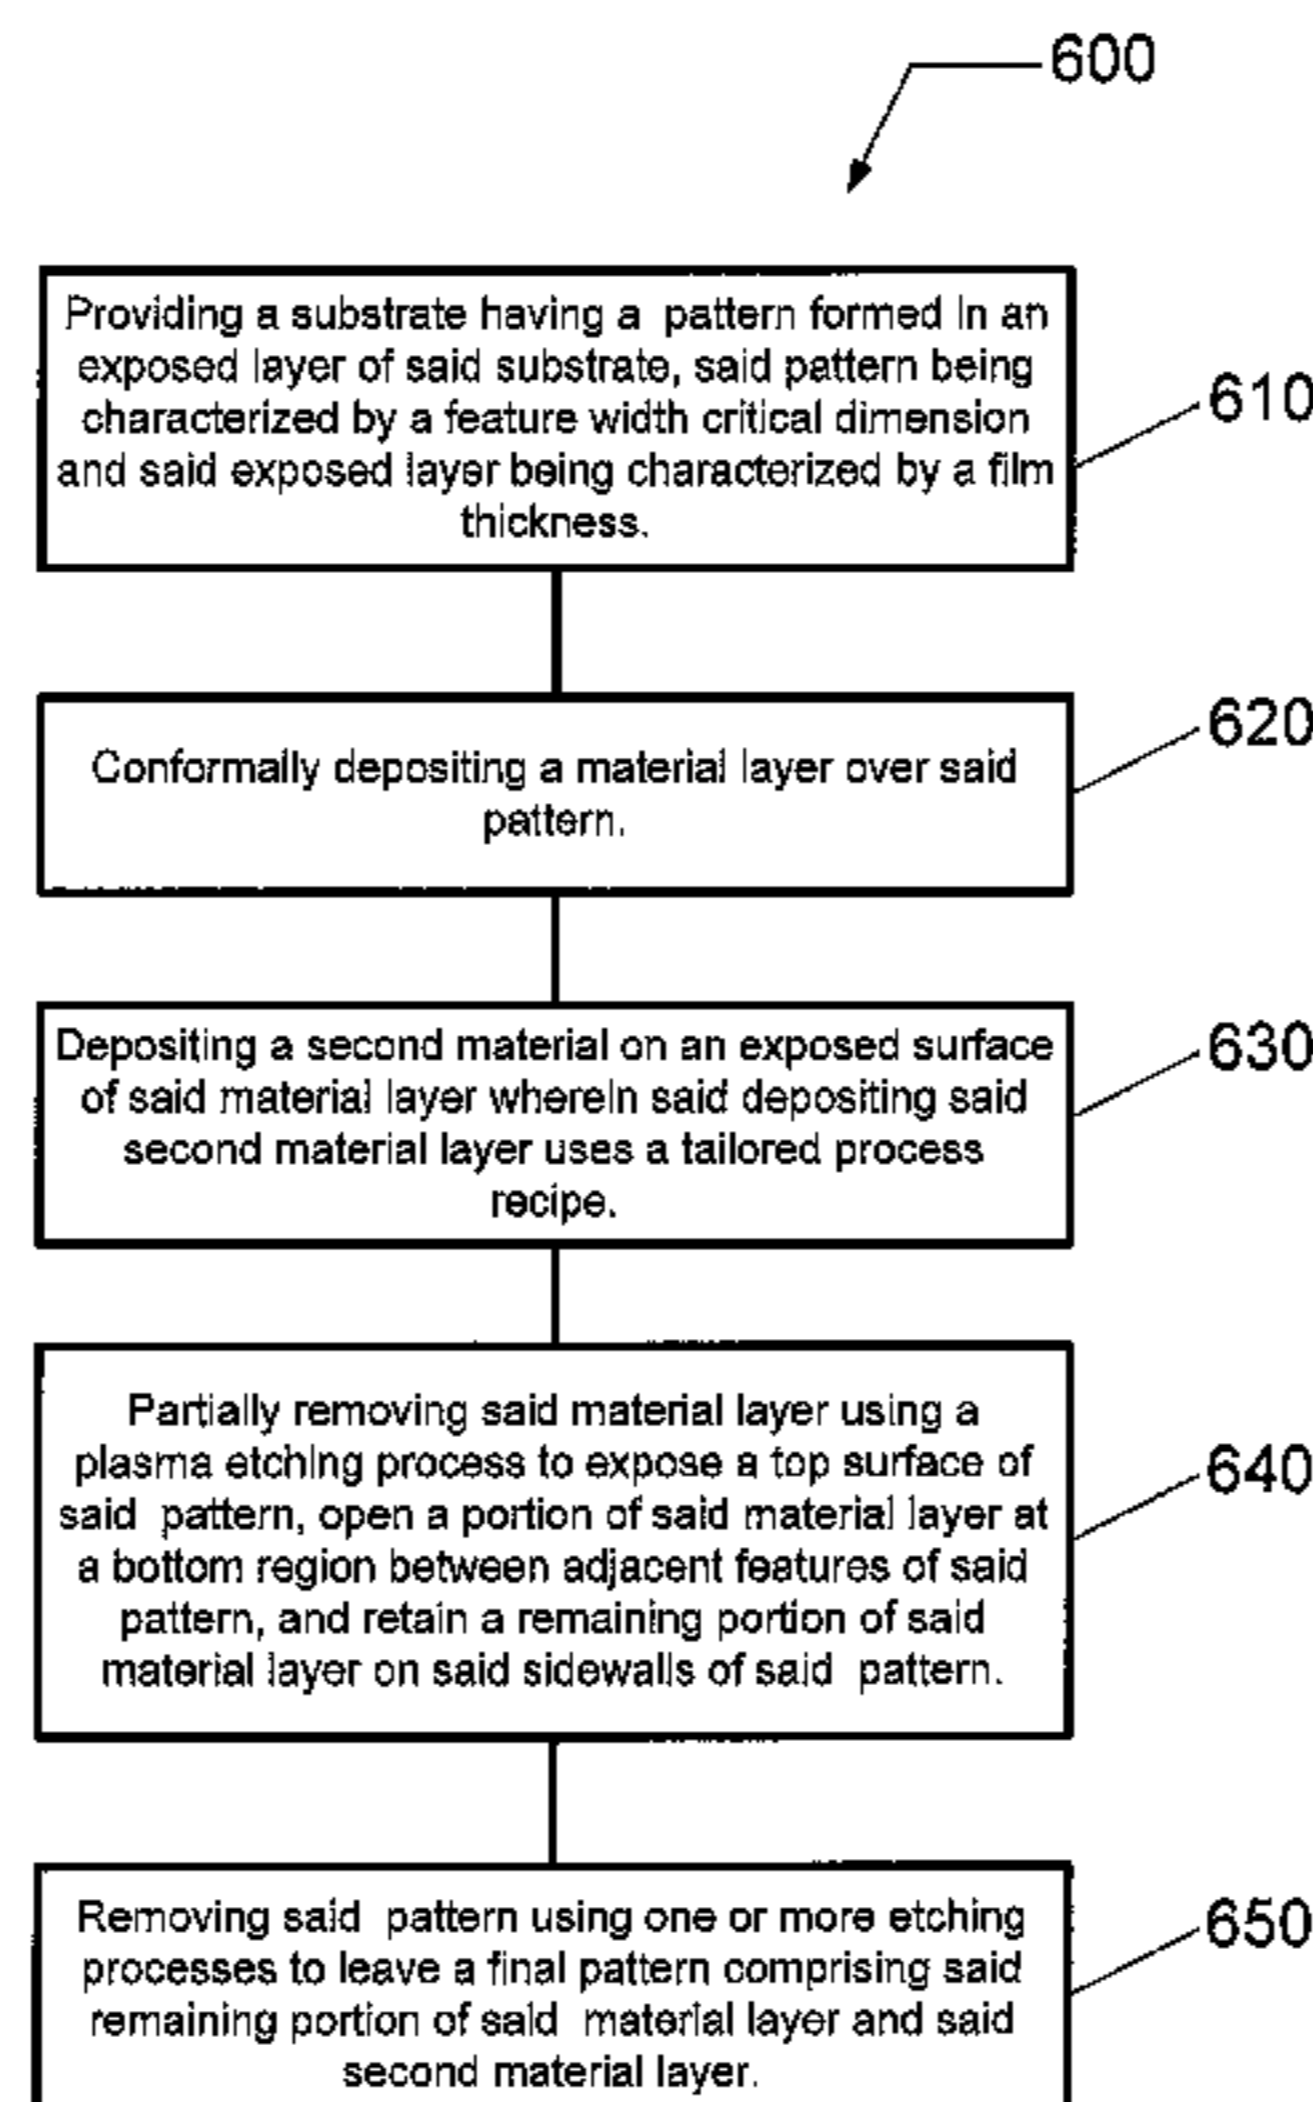 600
Providing a substrate having a pattern formed in an
exposed layer of said substrate, said pattern being
characterized by a feature width critical dimension
and said exposed layer being characterized by a film
thickness.
610
Conformally depositing a material layer over said
pattern.
620
Depositing a second material on an exposed surface
of said material layer wherein said depositing said
second material layer uses a tailored process
recipe.
630
Partially removing said material layer using a
plasma etching process to expose a top surface of
said pattern, open a portion of said material layer at
a bottom region between adjacent features of said
pattern, and retain a remaining portion of said
material layer on said sidewalls of said pattern.
640
Removing said pattern using one or more etching
processes to leave a final pattern comprising said
remaining portion of said material layer and said
second material layer.
650